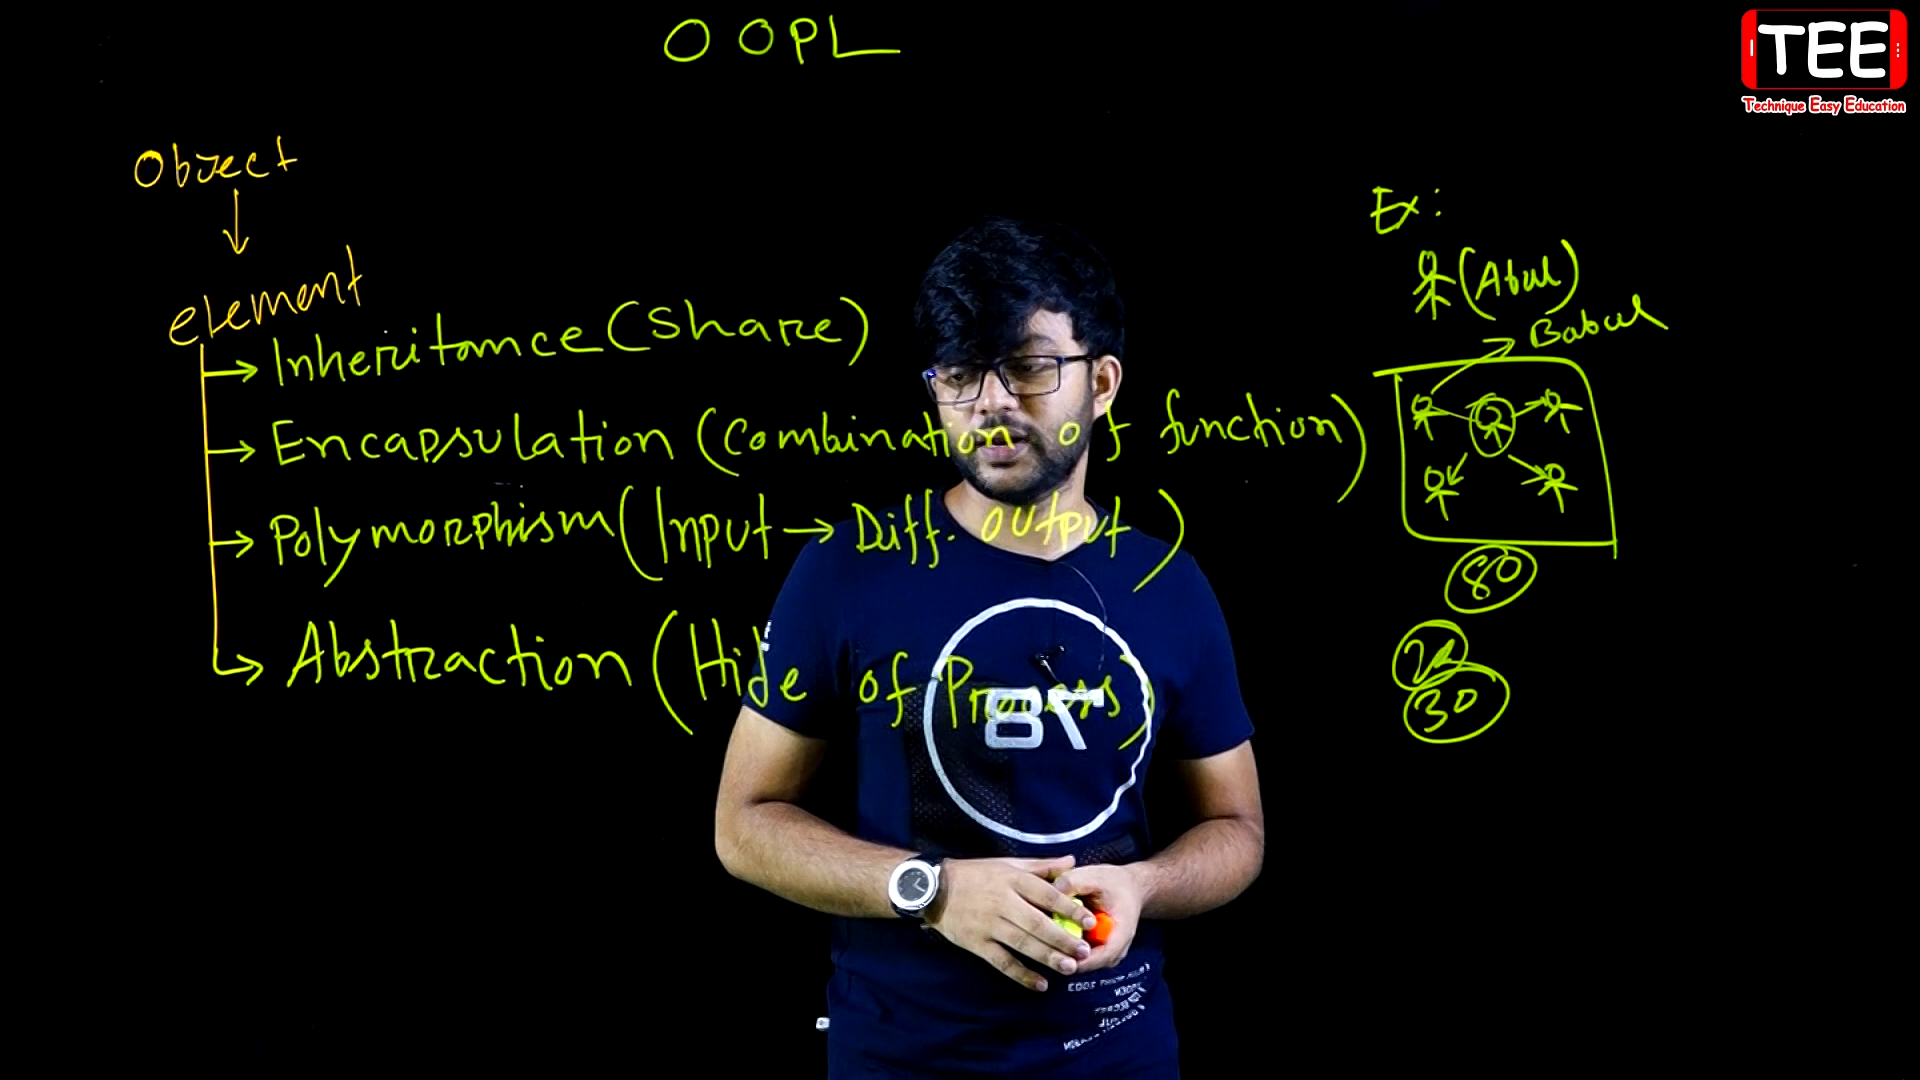 OOPL
TEE
Technique Easy Education
Object
element
Inheritance (Share)
Encapsulation (Combination of function)
Polymorphism (Input → Diff. output)
Abstraction (Hide of Process)
Ex:
(Abul)
Babul
80
30